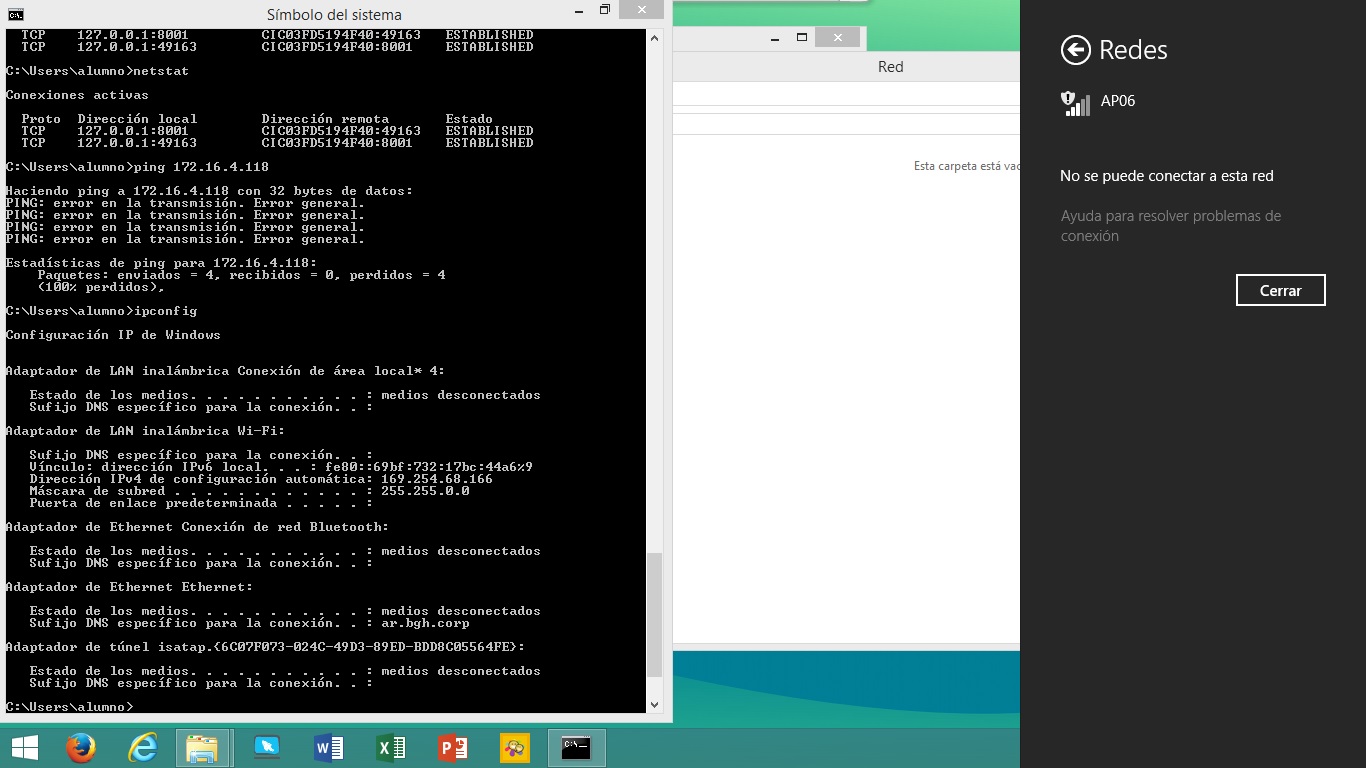 Símbolo del sistema
  TCP    127.0.0.1:8001         CIC03FD5194F40:49163   ESTABLISHED
  TCP    127.0.0.1:49163        CIC03FD5194F40:8001    ESTABLISHED
C:\Users\alumno>netstat
Conexiones activas
  Proto  Dirección local        Dirección remota       Estado
  TCP    127.0.0.1:8001         CIC03FD5194F40:49163   ESTABLISHED
  TCP    127.0.0.1:49163        CIC03FD5194F40:8001    ESTABLISHED
C:\Users\alumno>ping 172.16.4.118
Haciendo ping a 172.16.4.118 con 32 bytes de datos:
PING: error en la transmisión. Error general.
PING: error en la transmisión. Error general.
PING: error en la transmisión. Error general.
PING: error en la transmisión. Error general.
Estadísticas de ping para 172.16.4.118:
    Paquetes: enviados = 4, recibidos = 0, perdidos = 4
    (100% perdidos),
C:\Users\alumno>ipconfig
Configuración IP de Windows
Adaptador de LAN inalámbrica Conexión de área local* 4:
   Estado de los medios. . . . . . . . . . . : medios desconectados
   Sufijo DNS específico para la conexión. . :
Adaptador de LAN inalámbrica Wi-Fi:
   Sufijo DNS específico para la conexión. . :
   Vínculo: dirección IPv6 local. . . : fe80::69bf:732:17bc:44a6%9
   Dirección IPv4 de configuración automática: 169.254.68.166
   Máscara de subred . . . . . . . . . . . . : 255.255.0.0
   Puerta de enlace predeterminada . . . . . :
Adaptador de Ethernet Conexión de red Bluetooth:
   Estado de los medios. . . . . . . . . . . : medios desconectados
   Sufijo DNS específico para la conexión. . :
Adaptador de Ethernet Ethernet:
   Estado de los medios. . . . . . . . . . . : medios desconectados
   Sufijo DNS específico para la conexión. . : ar.bgh.corp
Adaptador de túnel isatap.{6C07F073-024C-49D3-89ED-BDD8C05564FE}:
   Estado de los medios. . . . . . . . . . . : medios desconectados
   Sufijo DNS específico para la conexión. . :
C:\Users\alumno>
Red
Esta carpeta está vac
Redes
AP06
No se puede conectar a esta red
Ayuda para resolver problemas de
conexión
Cerrar